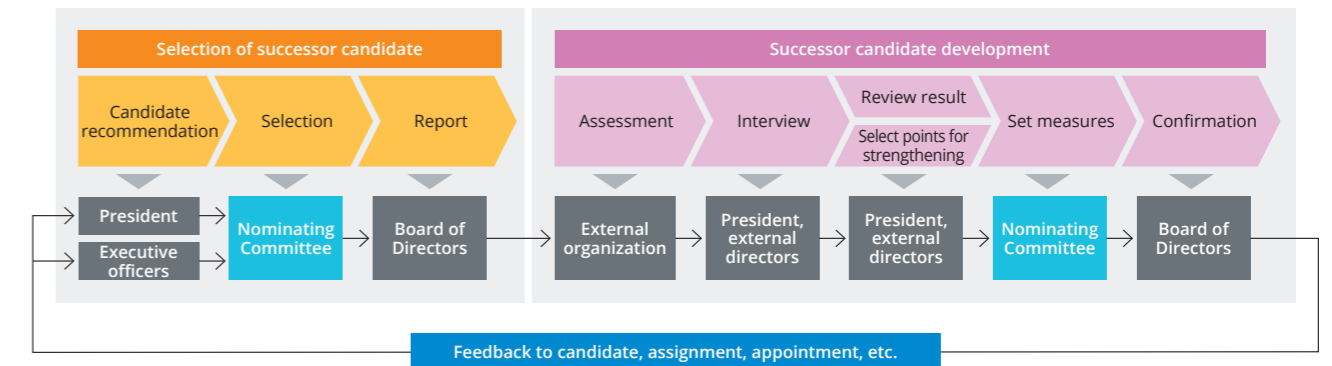 Selection of successor candidate
Candidate
recommendation
Selection
Report
President
Executive
officers
Nominating
Committee
Board of
Directors
Successor candidate development
Assessment
Interview
Review result
Select points for
strengthening
Set measures
Confirmation
External
organization
President,
external
directors
President,
external
directors
Nominating
Committee
Board of
Directors
Feedback to candidate, assignment, appointment, etc.